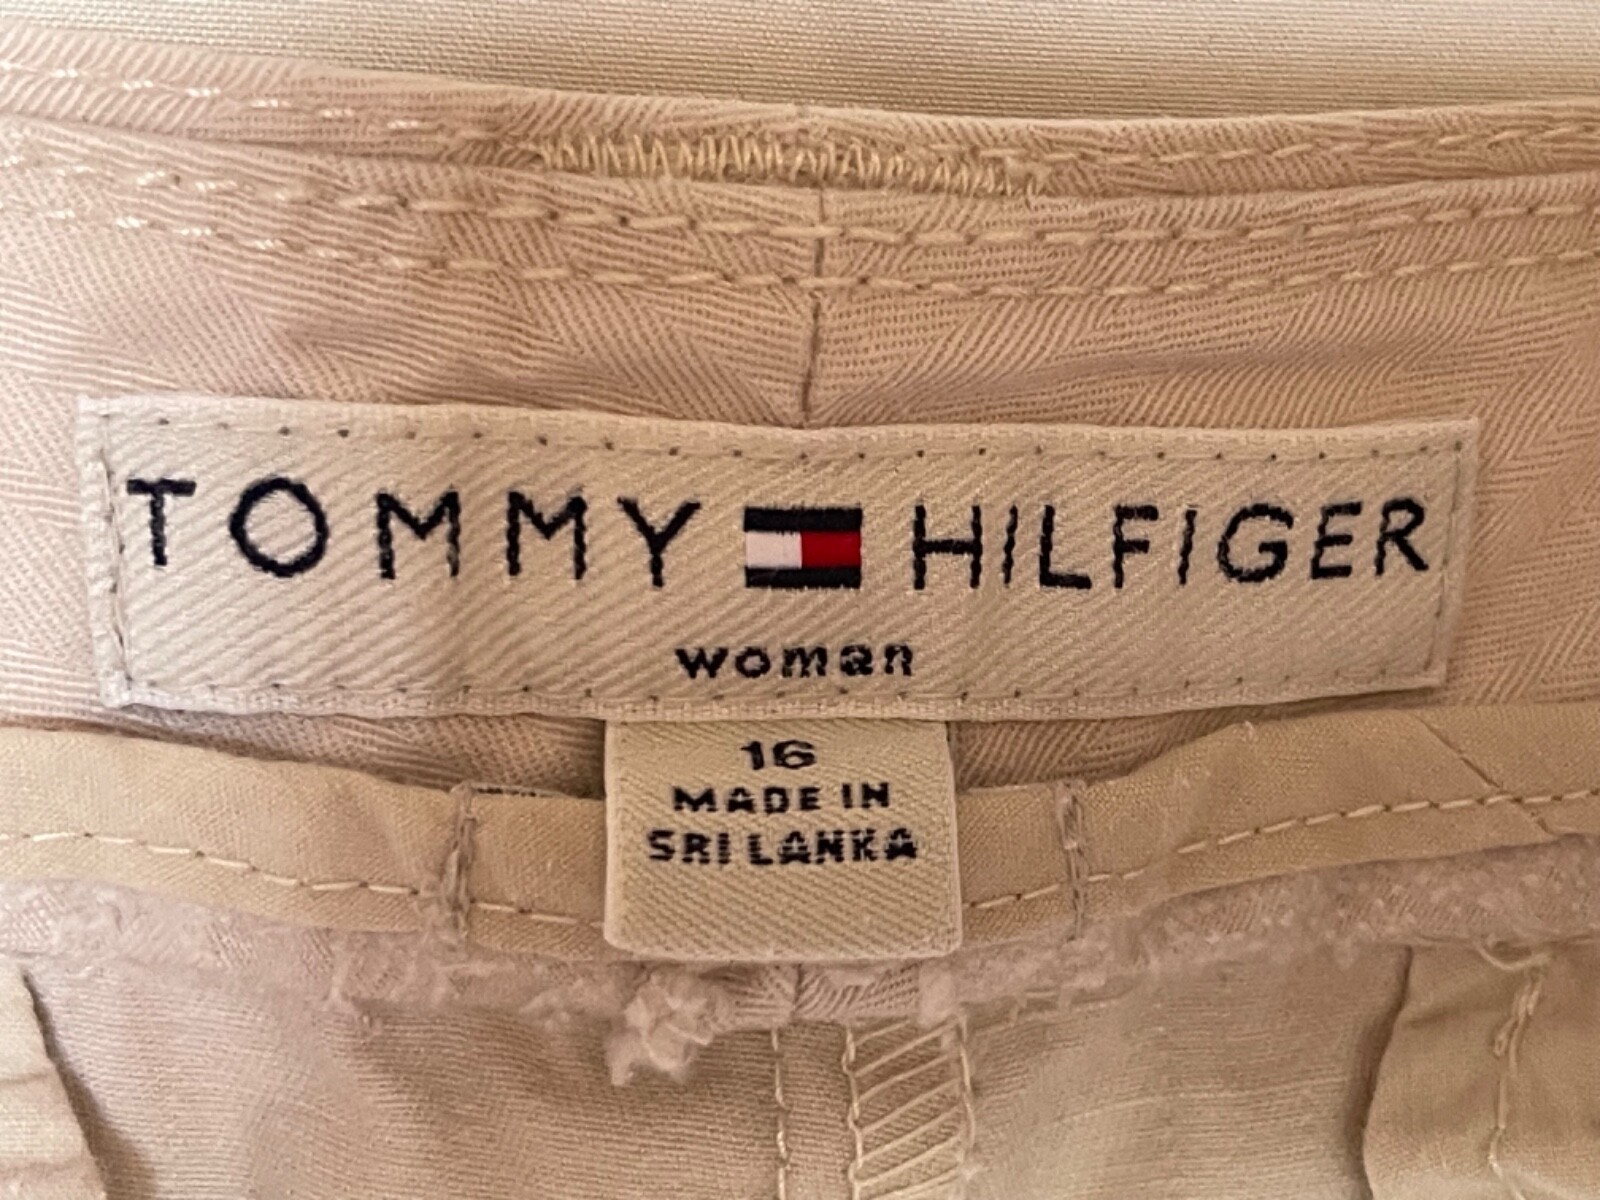 TOMMY HILFIGER
woman
16
MADE IN
SRI LANKA